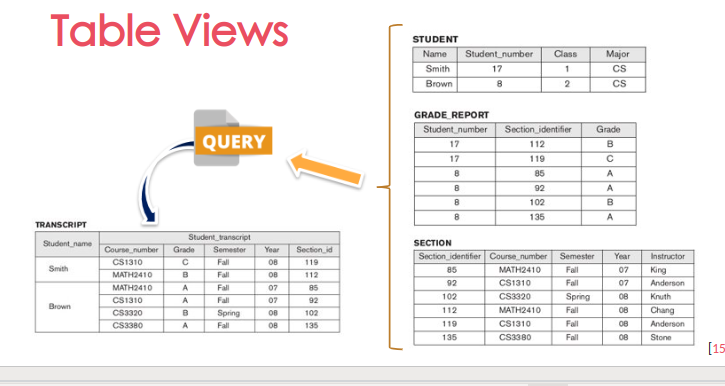 Table Views
QUERY
STUDENT
Name Student_number Class Major
Smith 17 1 CS
Brown 8 2 CS
GRADE_REPORT
Student_number Section_identifier Grade
17 112 B
17 119 C
8 85 A
8 92 A
8 102 B
8 135 A
SECTION
Section_identifier Course_number Semester Year Instructor
85 MATH2410 Fall 07 King
92 CS1310 Fall 07 Anderson
102 CS3320 Spring 08 Knuth
112 MATH2410 Fall 08 Chang
119 CS1310 Fall 08 Anderson
135 CS3380 Fall 08 Stone
TRANSCRIPT
Student_name Student_transcript
Course_number Grade Semester Year Section_id
Smith CS1310 C Fall 08 119
MATH2410 B Fall 08 112
Brown MATH2410 A Fall 07 85
CS1310 A Fall 07 92
CS3320 B Spring 08 102
CS3380 A Fall 08 135
[15